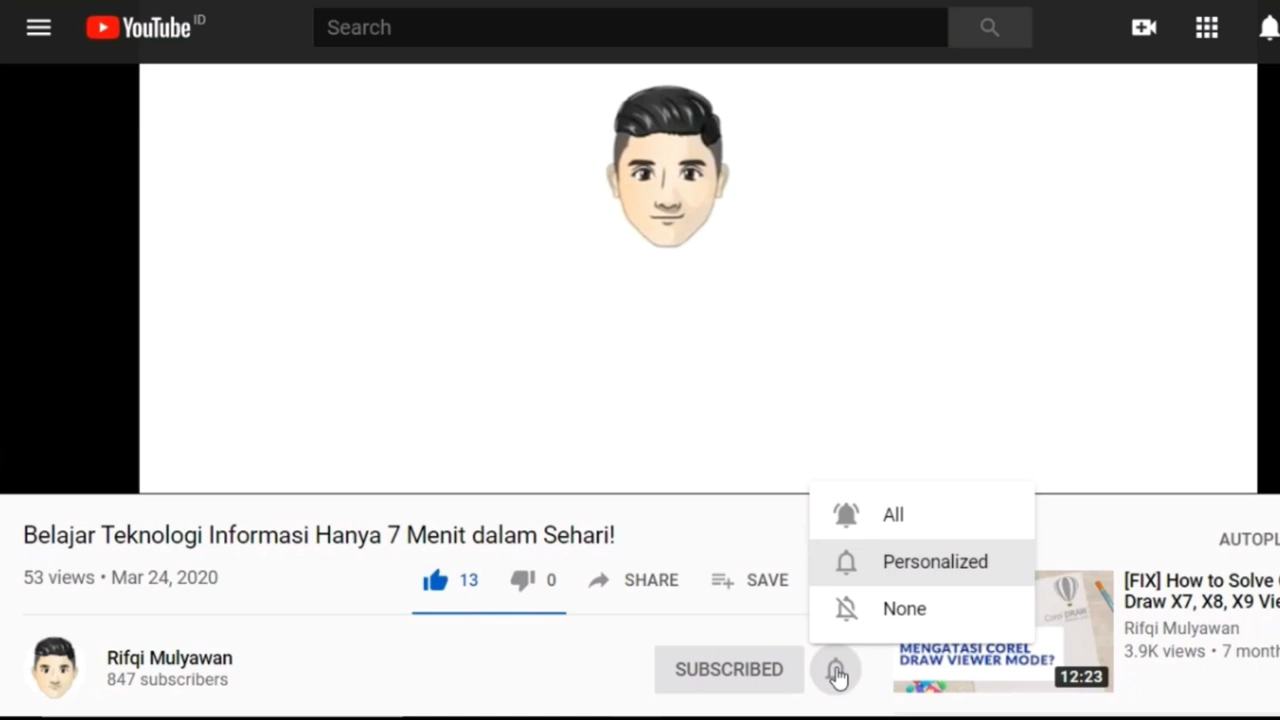 YouTube ID
Search
Belajar Teknologi Informasi Hanya 7 Menit dalam Sehari!
53 views • Mar 24, 2020
13
0
SHARE
SAVE
All
Personalized
None
Rifqi Mulyawan
847 subscribers
SUBSCRIBED
AUTOPL
MENGATASI COREL
DRAW VIEWER MODE?
12:23
[FIX] How to Solve
Draw X7, X8, X9 Vie
Rifqi Mulyawan
3.9K views • 7 month